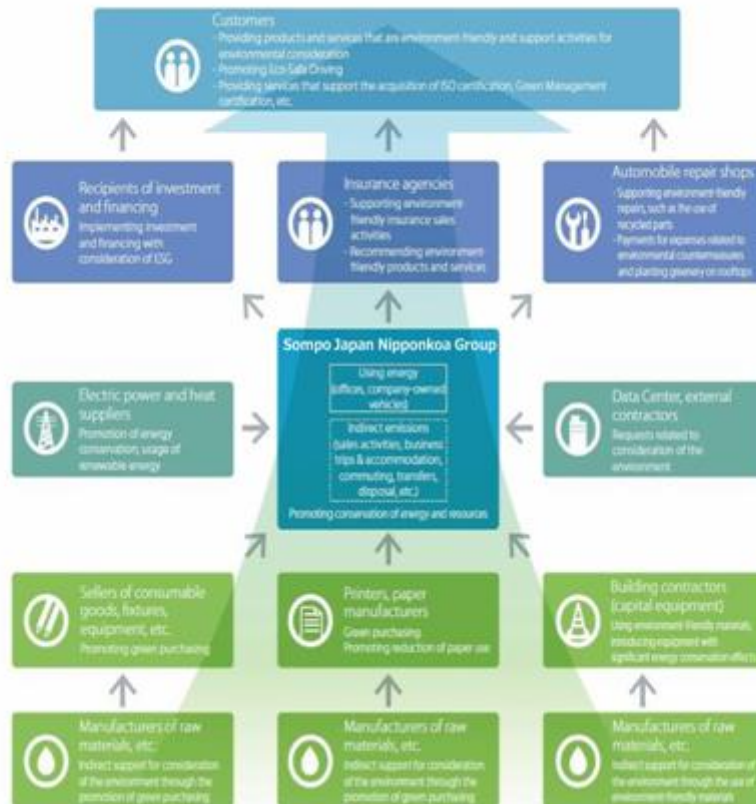 Customers
- Providing products and services that are environment-friendly and support activities for
environmental consideration
- Promoting Eco-Safe Driving
- Providing services that support the acquisition of ISO certification, Green Management
certification, etc.
Recipients of investment
and financing
Implementing investment
and financing with
consideration of ESG
Insurance agencies
- Supporting environment-
friendly insurance sales
activities
- Recommending environment-
friendly products and services
Automobile repair shops
- Supporting environment-friendly
repairs, such as the use of
recycled parts
- Payments for expenses related to
environmental countermeasures
and planting greenery on rooftops
Sompo Japan Nipponkoa Group
Using energy
(offices, company-owned
vehicles)
Indirect emissions
(sales activities, business
trips & accommodation,
commuting, transfers,
disposal, etc.)
Promoting conservation of energy and resources
Electric power and heat
suppliers
Promotion of energy
conservation, usage of
renewable energy
Data Center, external
contractors
Requests related to
consideration of the
environment
Sellers of consumable
goods, fixtures,
equipment, etc.
Promoting green purchasing
Printers, paper
manufacturers
Green purchasing
Promoting reduction of paper use
Building contractors
(capital equipment)
Using environment-friendly materials,
introducing equipment with
significant energy conservation effects
Manufacturers of raw
materials, etc.
Indirect support for consideration
of the environment through the
promotion of green purchasing
Manufacturers of raw
materials, etc.
Indirect support for consideration
of the environment through the
promotion of green purchasing
Manufacturers of raw
materials, etc.
Indirect support for consideration of
the environment through the use of
environment-friendly materials